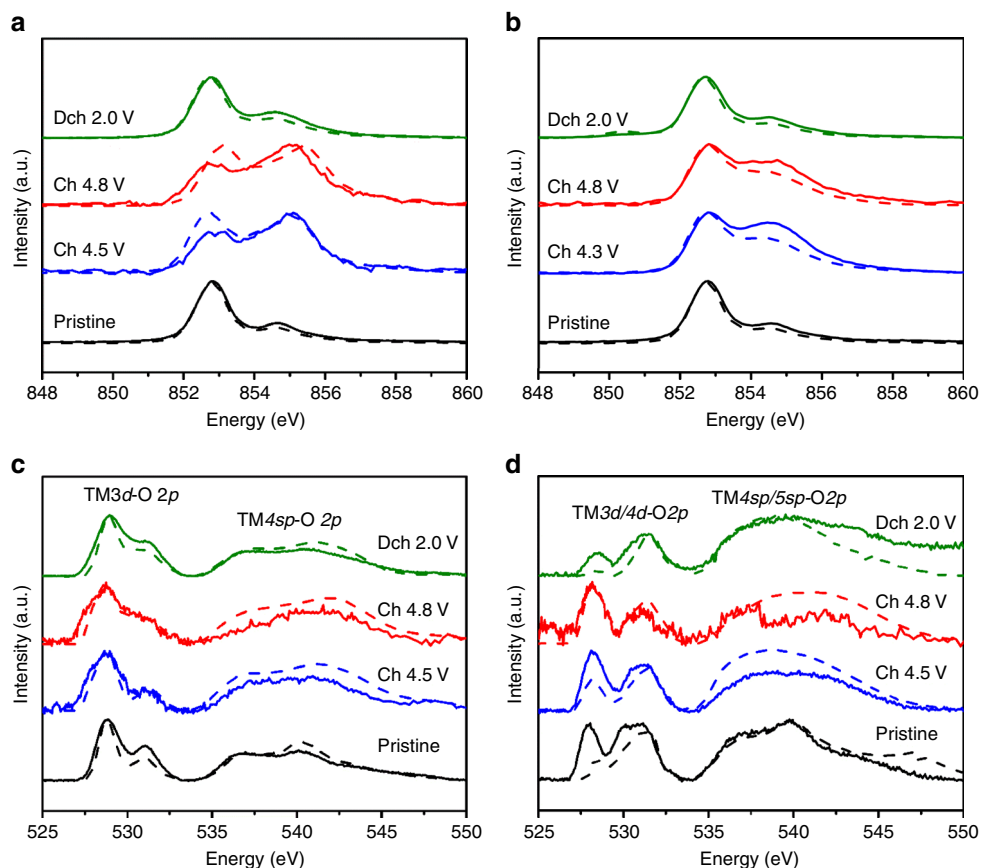 a
Dch 2.0 V
Ch 4.8 V
Ch 4.5 V
Pristine
Intensity (a.u.)
848 850 852 854 856 858 860
Energy (eV)
b
Dch 2.0 V
Ch 4.8 V
Ch 4.3 V
Pristine
Intensity (a.u.)
848 850 852 854 856 858 860
Energy (eV)
c
TM3d-O 2p
TM4sp-O 2p
Dch 2.0 V
Ch 4.8 V
Ch 4.5 V
Pristine
Intensity (a.u.)
525 530 535 540 545 550
Energy (eV)
d
TM3d/4d-O2p
TM4sp/5sp-O2p
Dch 2.0 V
Ch 4.8 V
Ch 4.5 V
Pristine
Intensity (a.u.)
525 530 535 540 545 550
Energy (eV)